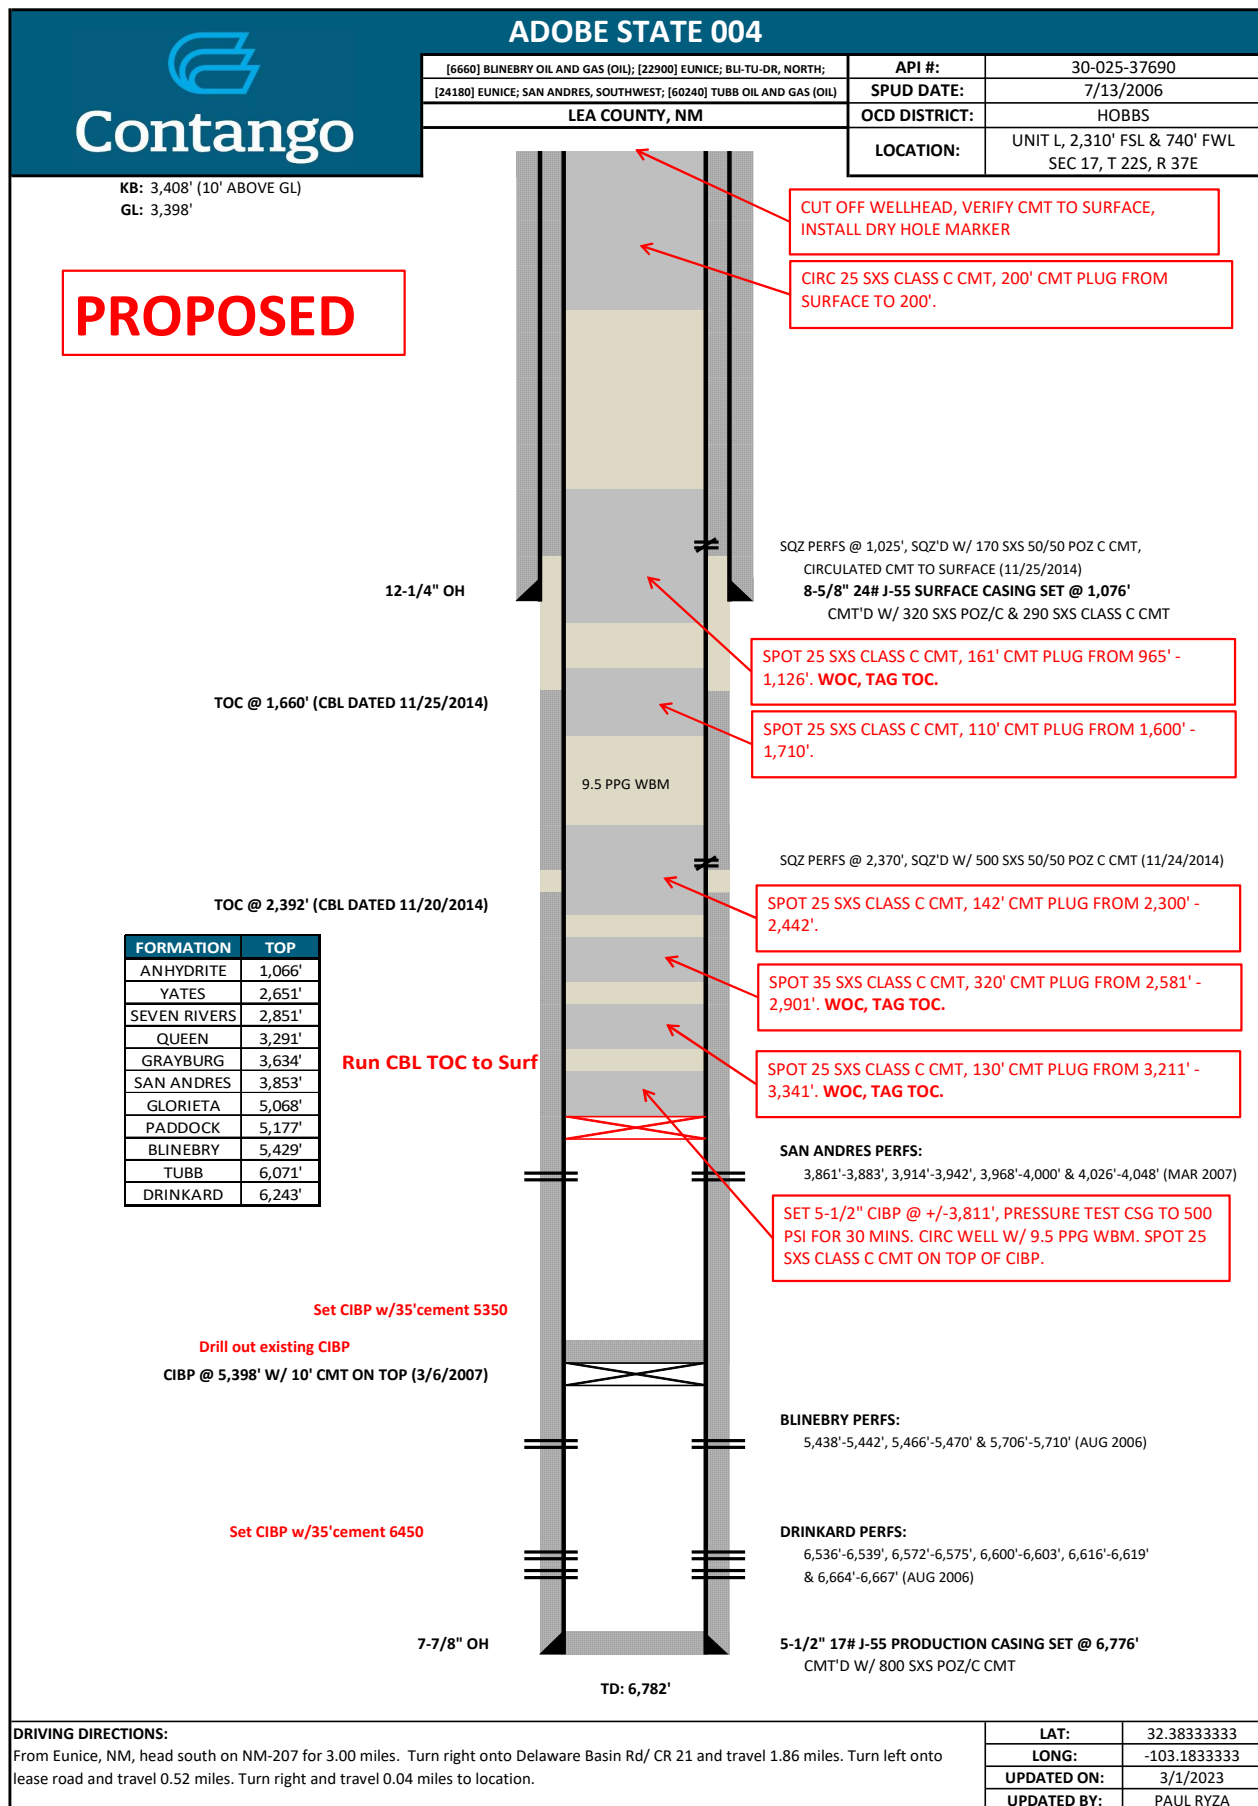 ADOBE STATE 004
Contango
[6660] BLINEBRY OIL AND GAS (OIL); [22900] EUNICE; BLI-TU-DR, NORTH;
[24180] EUNICE; SAN ANDRES, SOUTHWEST; [60240] TUBB OIL AND GAS (OIL)
LEA COUNTY, NM
API #: 30-025-37690
SPUD DATE: 7/13/2006
OCD DISTRICT: HOBBS
LOCATION: UNIT L, 2,310' FSL & 740' FWL
SEC 17, T 22S, R 37E
KB: 3,408' (10' ABOVE GL)
GL: 3,398'
PROPOSED
CUT OFF WELLHEAD, VERIFY CMT TO SURFACE,
INSTALL DRY HOLE MARKER
CIRC 25 SXS CLASS C CMT, 200' CMT PLUG FROM
SURFACE TO 200'.
SQZ PERFS @ 1,025', SQZ'D W/ 170 SXS 50/50 POZ C CMT,
CIRCULATED CMT TO SURFACE (11/25/2014)
12-1/4" OH
8-5/8" 24# J-55 SURFACE CASING SET @ 1,076'
CMT'D W/ 320 SXS POZ/C & 290 SXS CLASS C CMT
SPOT 25 SXS CLASS C CMT, 161' CMT PLUG FROM 965' -
1,126'. WOC, TAG TOC.
TOC @ 1,660' (CBL DATED 11/25/2014)
SPOT 25 SXS CLASS C CMT, 110' CMT PLUG FROM 1,600' -
1,710'.
9.5 PPG WBM
SQZ PERFS @ 2,370', SQZ'D W/ 500 SXS 50/50 POZ C CMT (11/24/2014)
TOC @ 2,392' (CBL DATED 11/20/2014)
SPOT 25 SXS CLASS C CMT, 142' CMT PLUG FROM 2,300' -
2,442'.
FORMATION TOP
ANHYDRITE 1,066'
YATES 2,651'
SEVEN RIVERS 2,851'
QUEEN 3,291'
GRAYBURG 3,634'
SAN ANDRES 3,853'
GLORIETA 5,068'
PADDOCK 5,177'
BLINEBRY 5,429'
TUBB 6,071'
DRINKARD 6,243'
SPOT 35 SXS CLASS C CMT, 320' CMT PLUG FROM 2,581' -
2,901'. WOC, TAG TOC.
Run CBL TOC to Surf
SPOT 25 SXS CLASS C CMT, 130' CMT PLUG FROM 3,211' -
3,341'. WOC, TAG TOC.
SAN ANDRES PERFS:
3,861'-3,883', 3,914'-3,942', 3,968'-4,000' & 4,026'-4,048' (MAR 2007)
SET 5-1/2" CIBP @ +/-3,811', PRESSURE TEST CSG TO 500
PSI FOR 30 MINS. CIRC WELL W/ 9.5 PPG WBM. SPOT 25
SXS CLASS C CMT ON TOP OF CIBP.
Set CIBP w/35'cement 5350
Drill out existing CIBP
CIBP @ 5,398' W/ 10' CMT ON TOP (3/6/2007)
BLINEBRY PERFS:
5,438'-5,442', 5,466'-5,470' & 5,706'-5,710' (AUG 2006)
Set CIBP w/35'cement 6450
DRINKARD PERFS:
6,536'-6,539', 6,572'-6,575', 6,600'-6,603', 6,616'-6,619'
& 6,664'-6,667' (AUG 2006)
7-7/8" OH
5-1/2" 17# J-55 PRODUCTION CASING SET @ 6,776'
CMT'D W/ 800 SXS POZ/C CMT
TD: 6,782'
DRIVING DIRECTIONS:
From Eunice, NM, head south on NM-207 for 3.00 miles. Turn right onto Delaware Basin Rd/ CR 21 and travel 1.86 miles. Turn left onto
lease road and travel 0.52 miles. Turn right and travel 0.04 miles to location.
LAT: 32.38333333
LONG: -103.1833333
UPDATED ON: 3/1/2023
UPDATED BY: PAUL RYZA